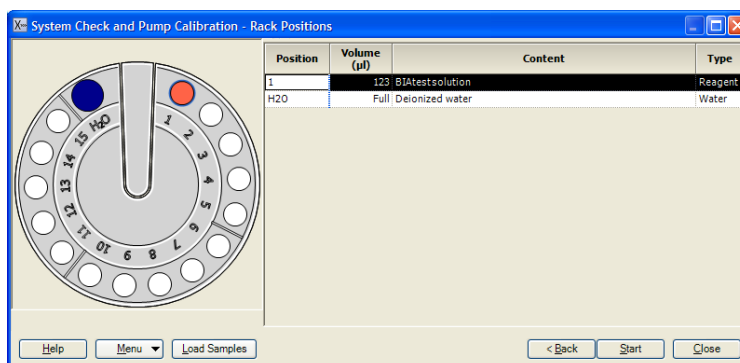 System Check and Pump Calibration - Rack Positions
H2O
1
2
3
4
5
6
7
8
9
10
11
12
13
14
15
Position Volume (µl) Content Type
1 123 BIAtestsolution Reagent
H2O Full Deionized water Water
Help Menu Load Samples < Back Start Close